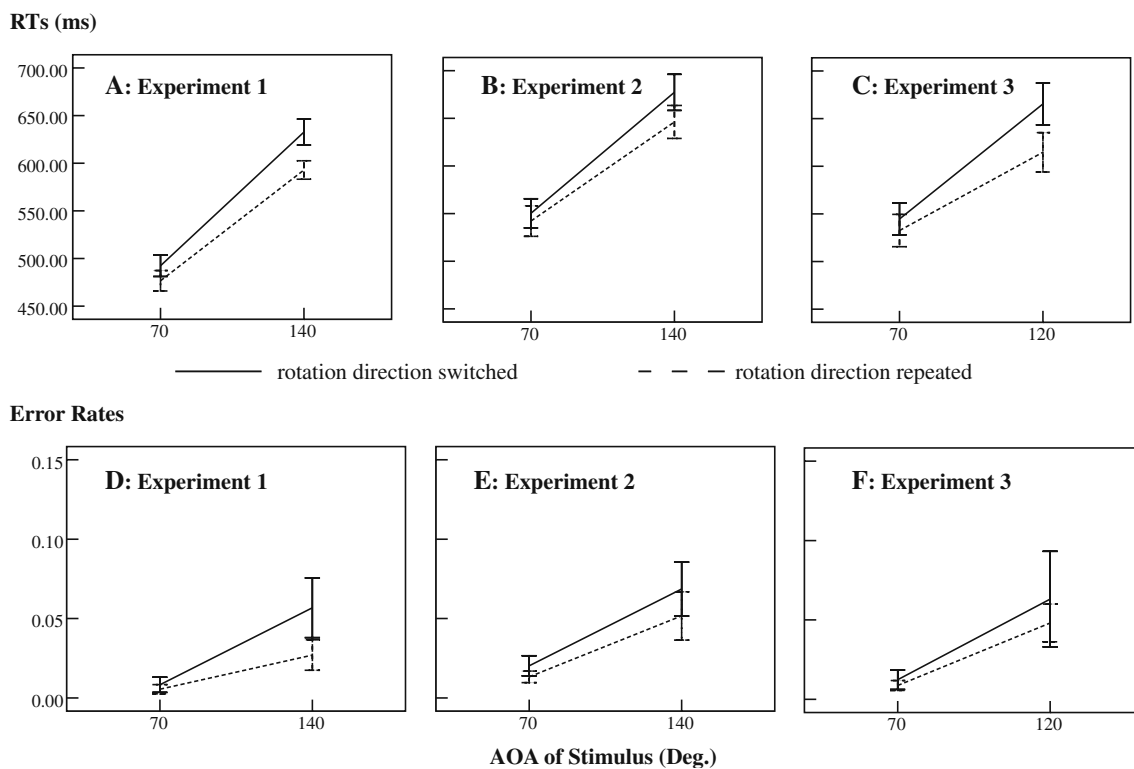 RTs (ms)
A: Experiment 1
B: Experiment 2
C: Experiment 3
700.00
650.00
600.00
550.00
500.00
450.00
70
140
70
140
70
120
rotation direction switched
rotation direction repeated
Error Rates
D: Experiment 1
E: Experiment 2
F: Experiment 3
0.15
0.10
0.05
0.00
70
140
70
140
70
120
AOA of Stimulus (Deg.)